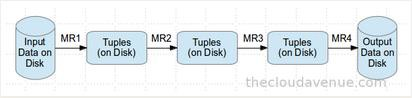 MR1 MR2 MR3 MR4
Input Data on Disk
Tuples (on Disk)
Tuples (on Disk)
Tuples (on Disk)
Output Data on Disk
thecloudavenue.com